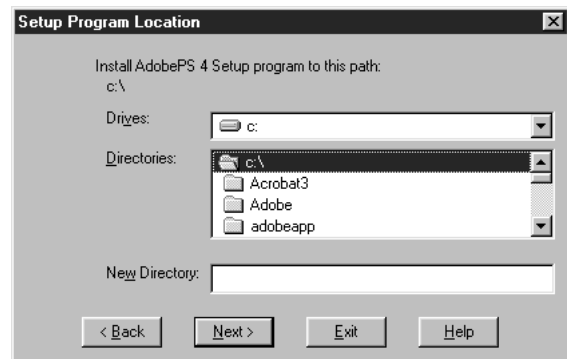 Setup Program Location
Install AdobePS 4 Setup program to this path:
c:\
Drives:
c:
Directories:
c:\
Acrobat3
Adobe
adobeapp
New Directory:
< Back
Next >
Exit
Help